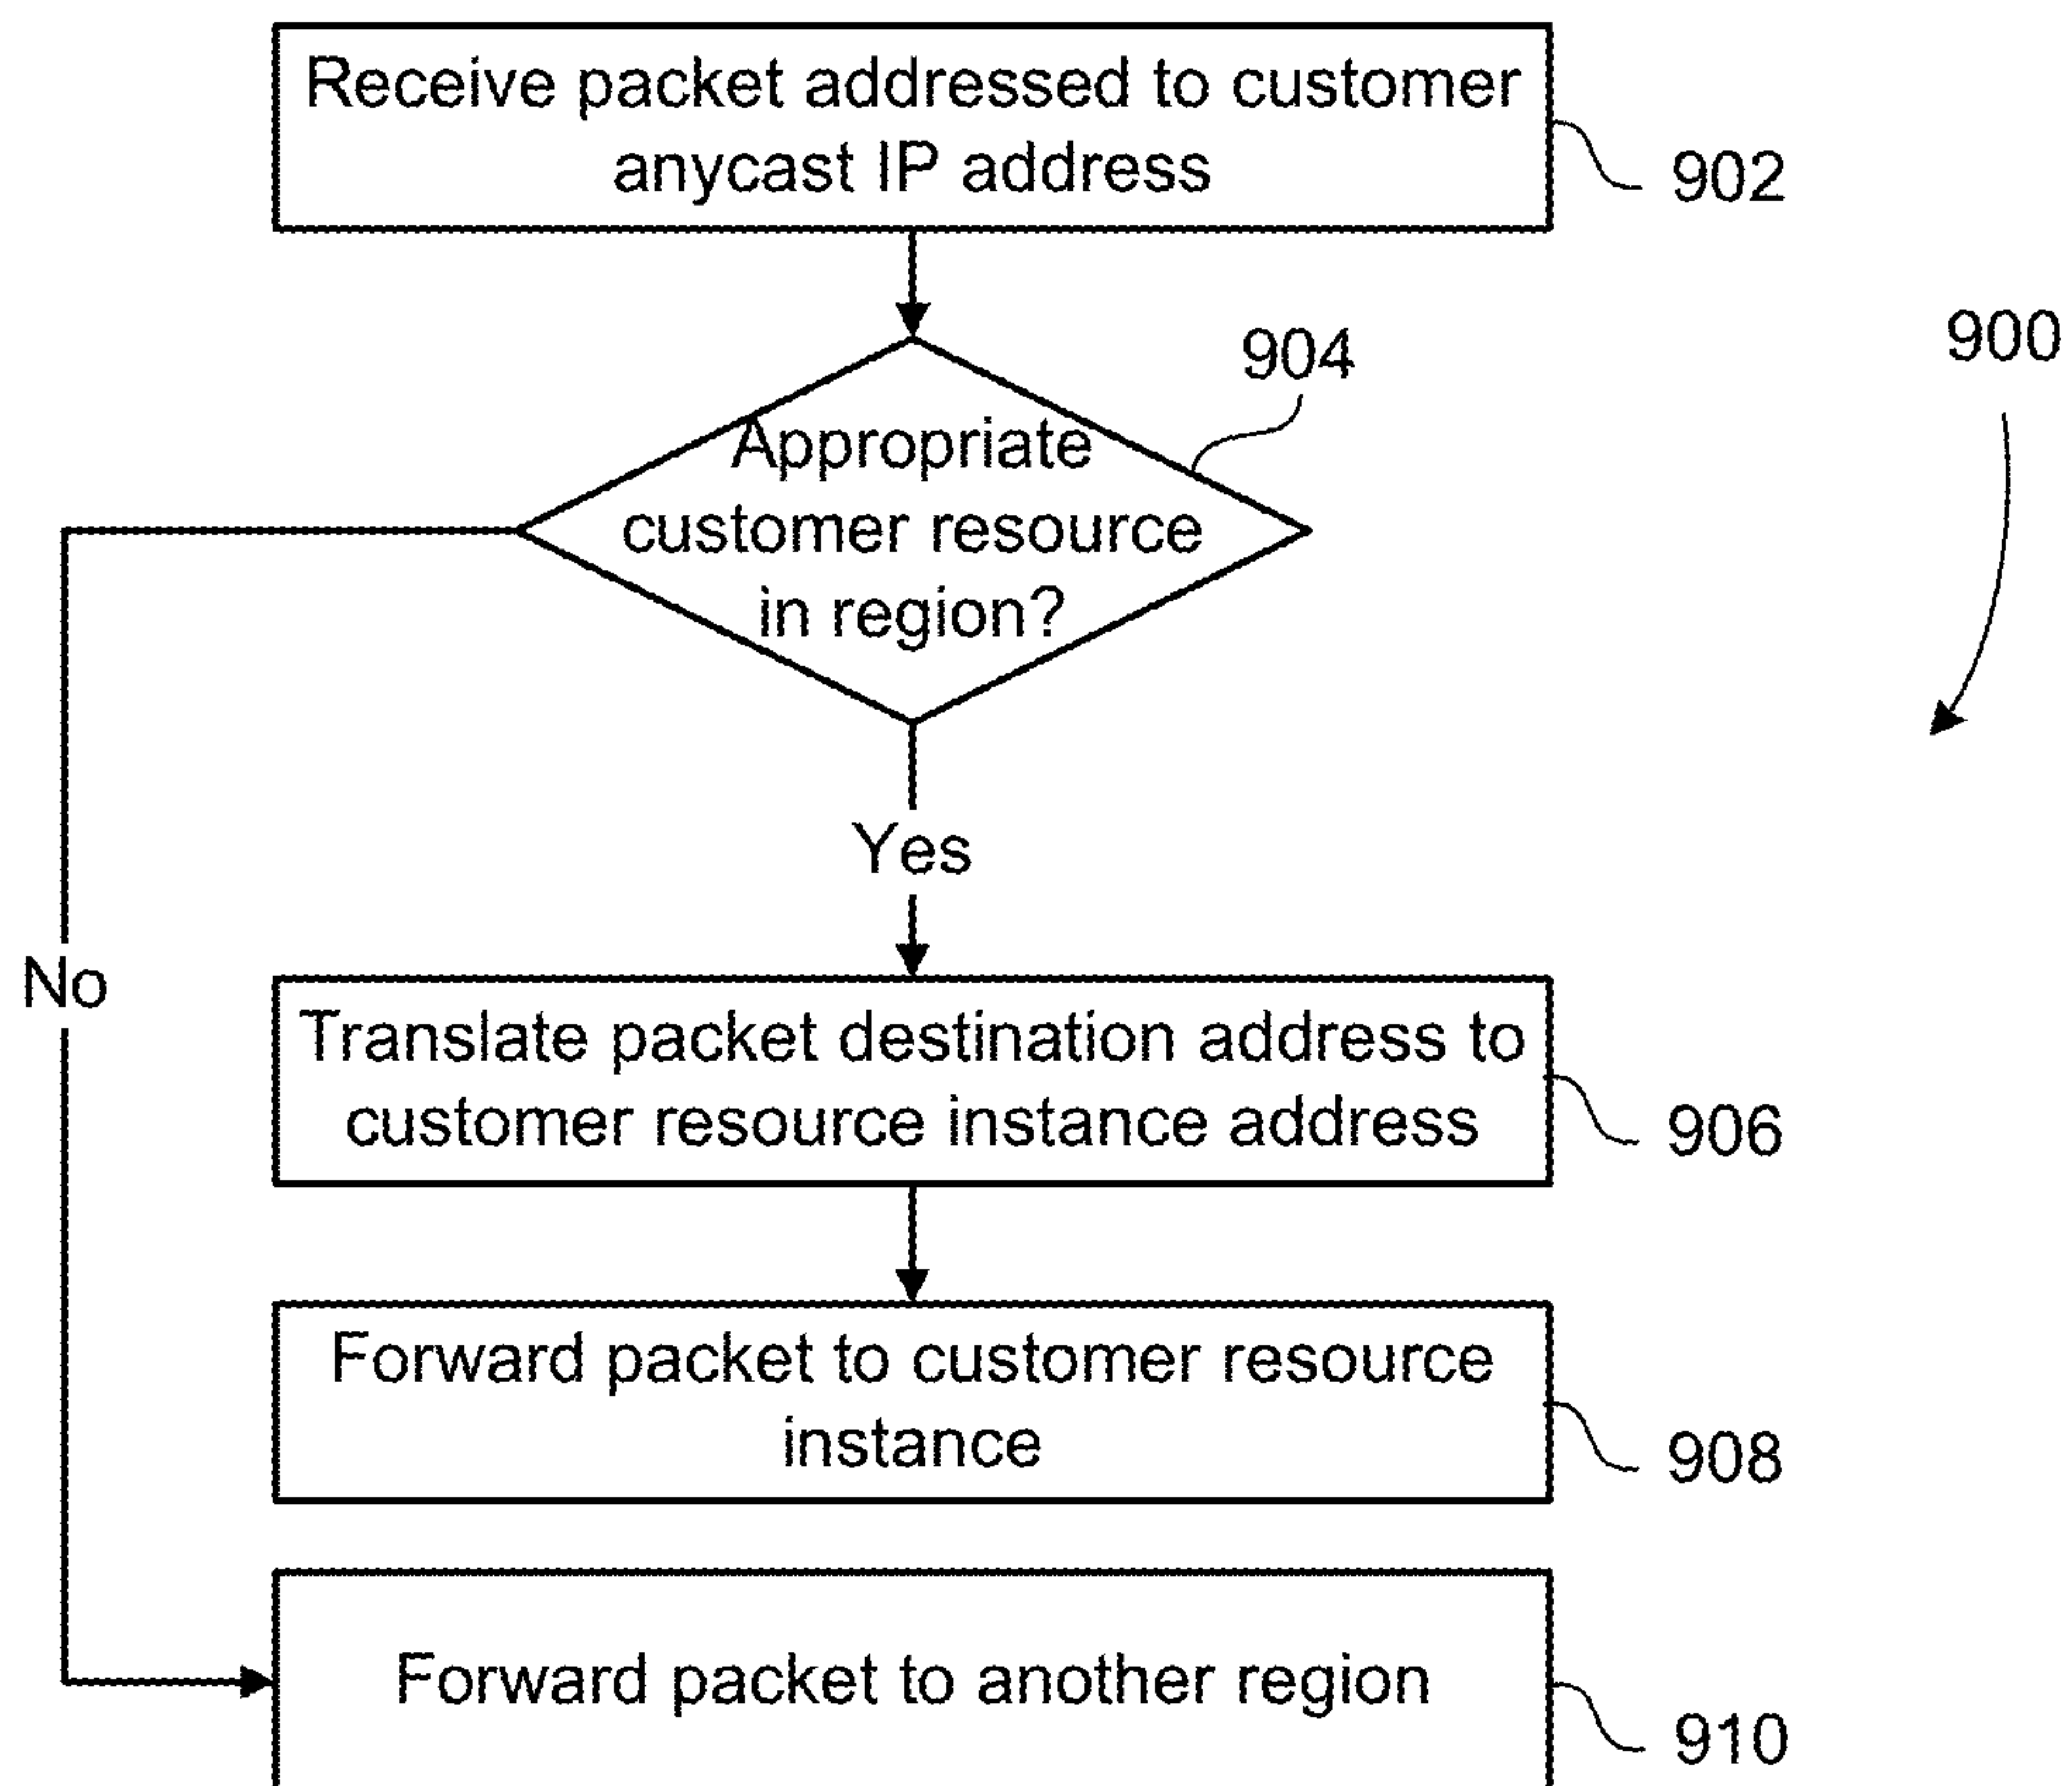 Receive packet addressed to customer
anycast IP address
902
904
900
Appropriate
customer resource
in region?
Yes
No
Translate packet destination address to
customer resource instance address
906
Forward packet to customer resource
instance
908
Forward packet to another region
910